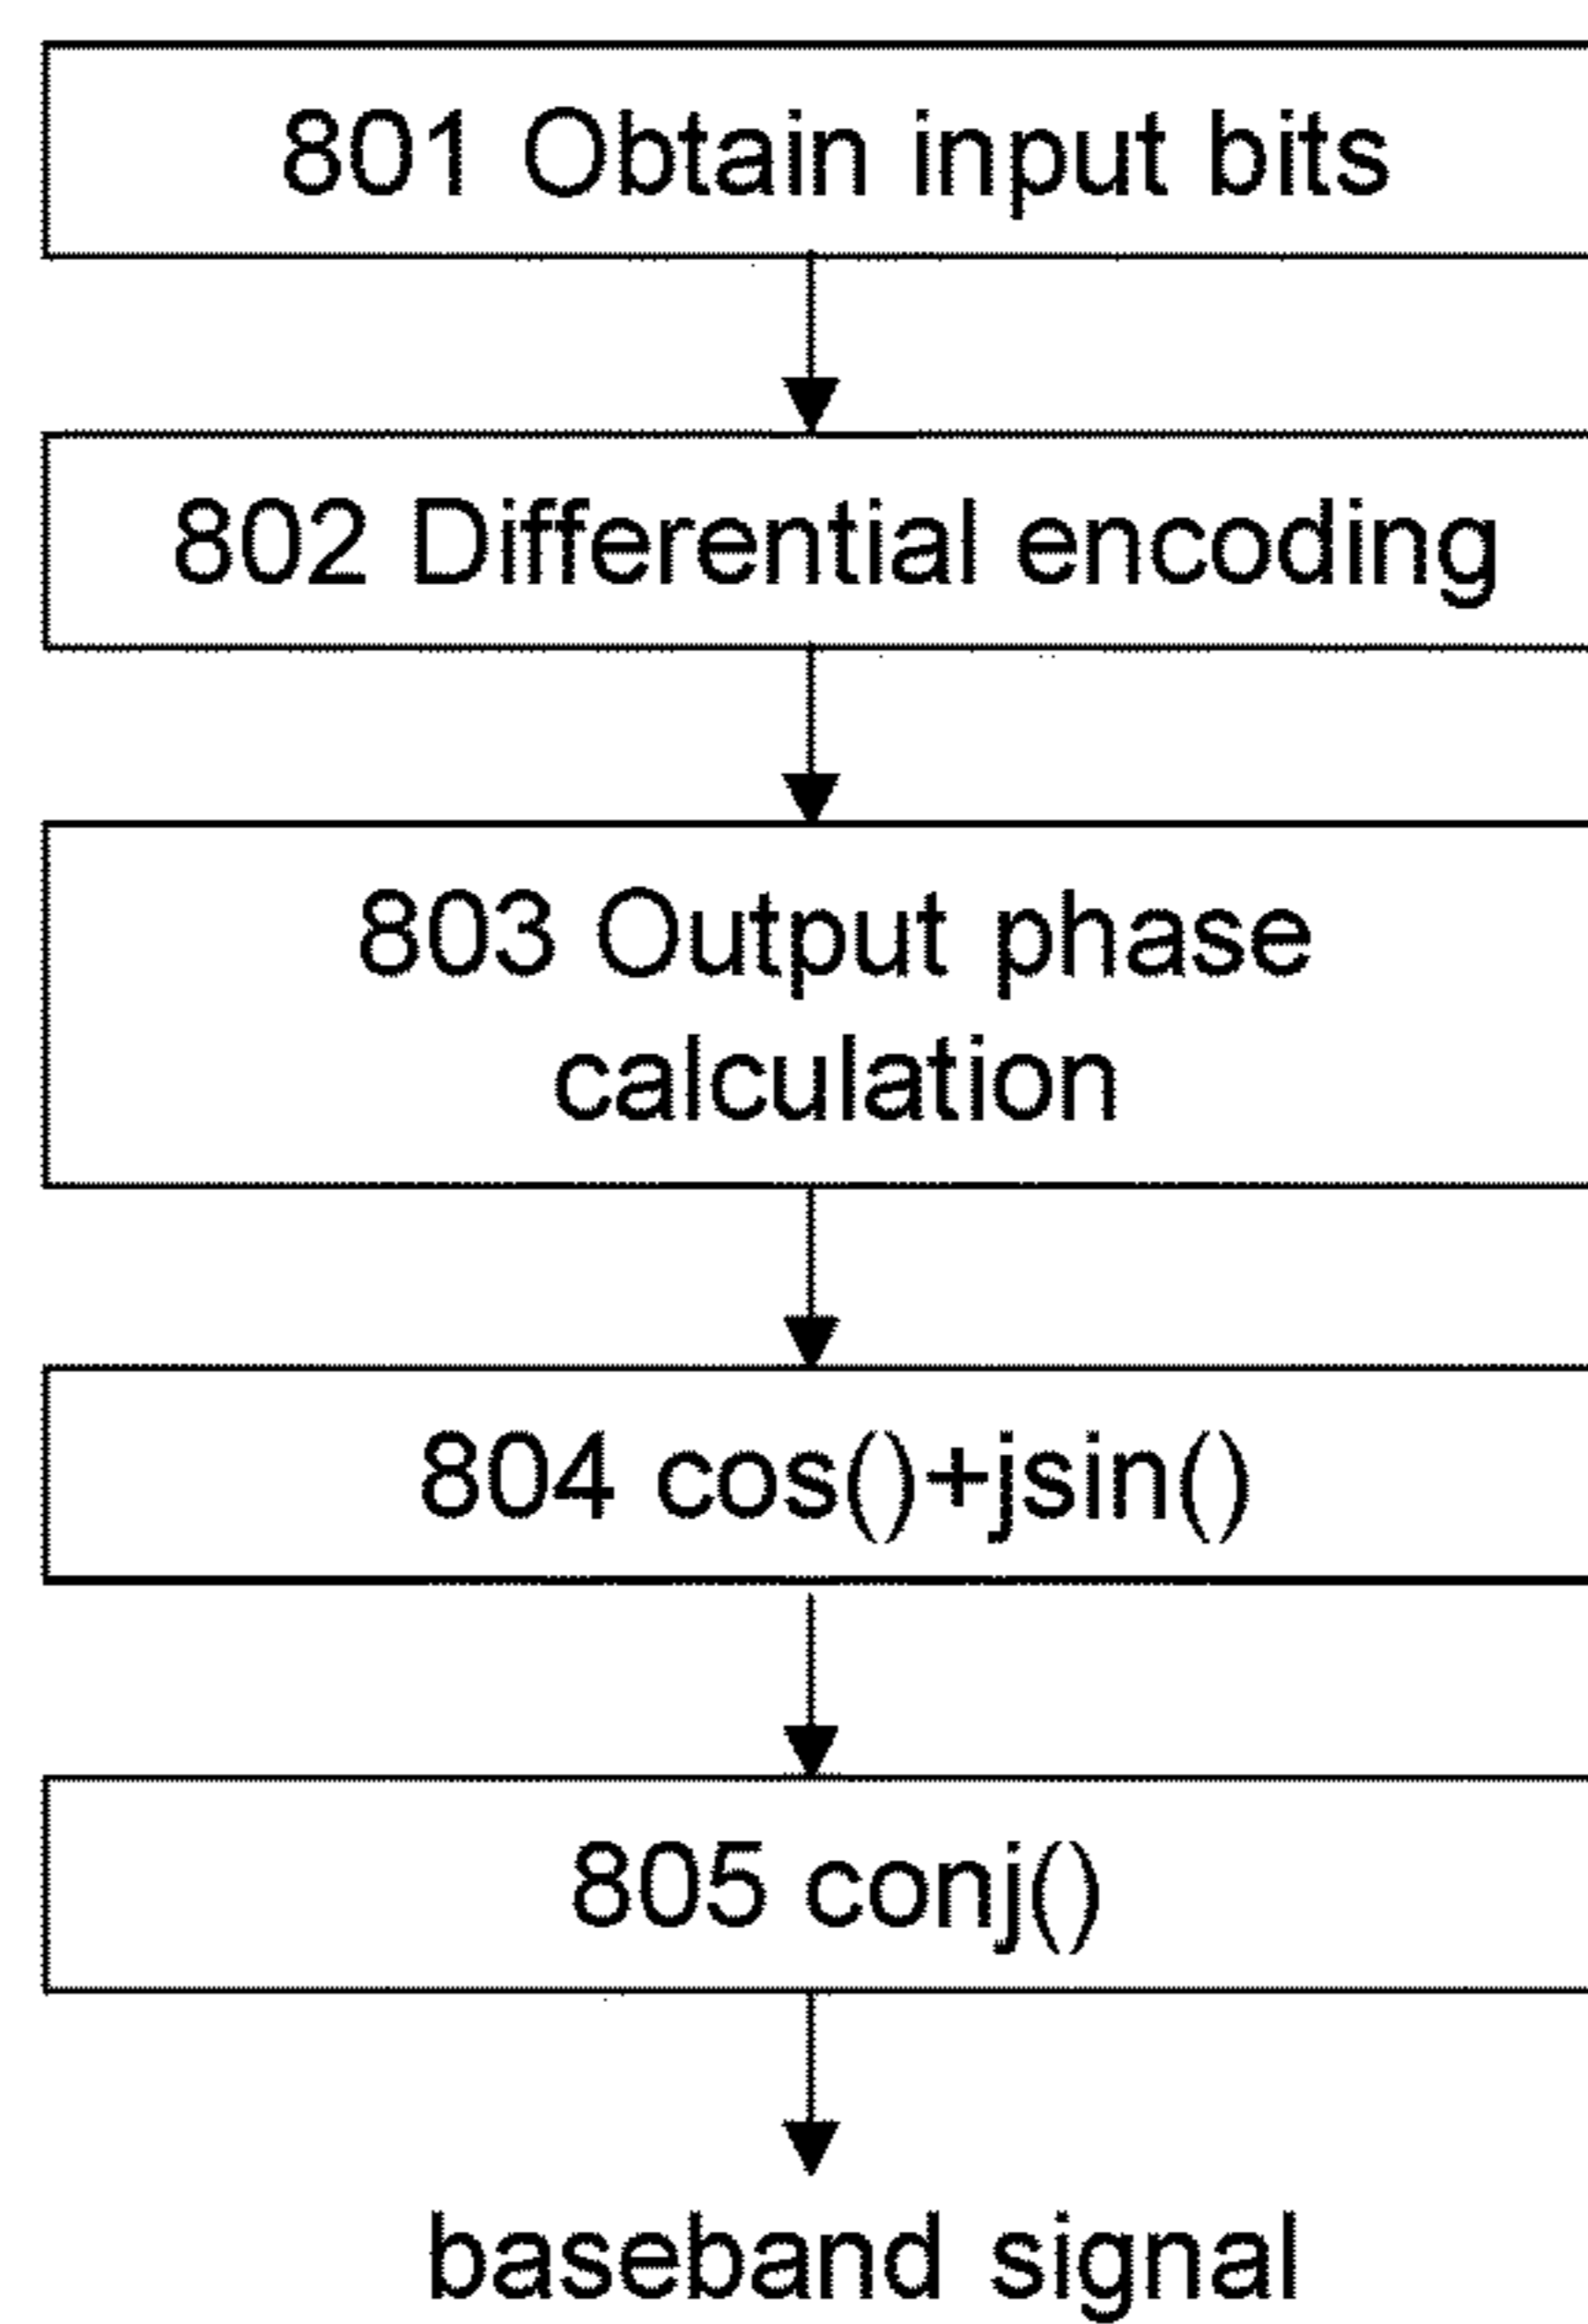 801 Obtain input bits
802 Differential encoding
803 Output phase
calculation
804 cos()+jsin()
805 conj()
baseband signal